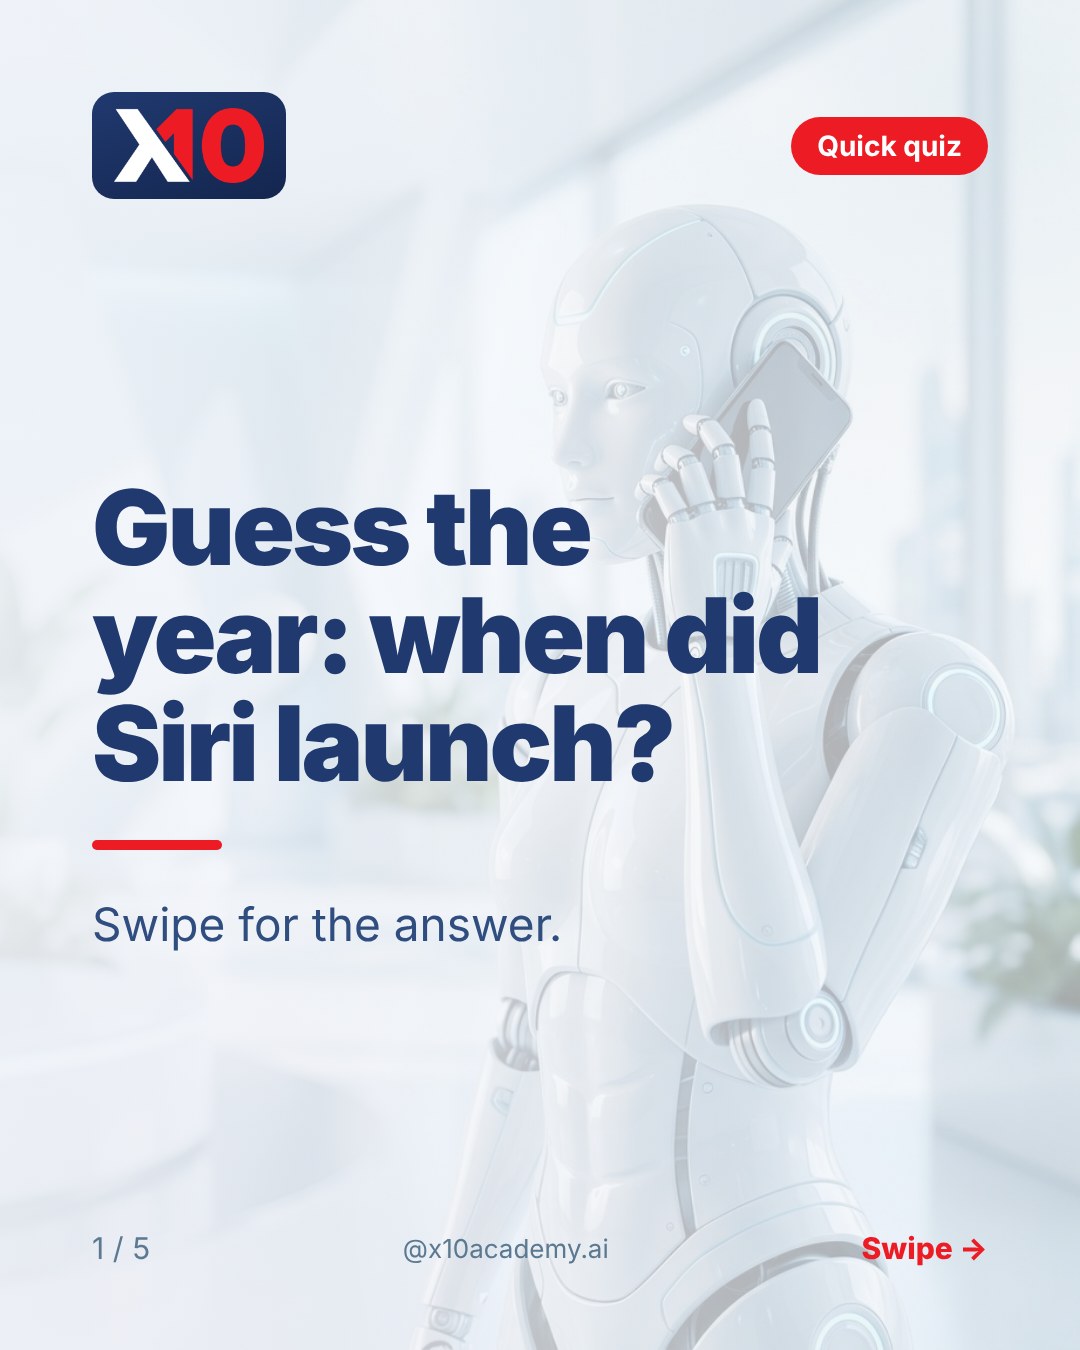 X10
Quick quiz
Guess the
year: when did
Siri launch?
Swipe for the answer.
1 / 5
@x10academy.ai
Swipe →